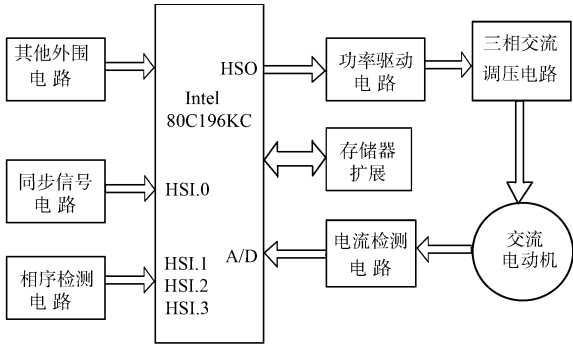 其他外围
电 路
同步信号
电 路
相序检测
电 路
HSO
Intel
80C196KC
HSI.0
A/D
HSI.1
HSI.2
HSI.3
功率驱动
电 路
三相交流
调压电路
存储器
扩展
电流检测
电 路
交流
电动机